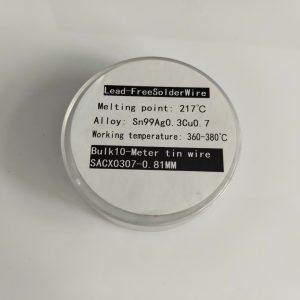 Lead-FreeSolderWire
Melting point: 217℃
Alloy: Sn99Ag0.3Cu0.7
Working temperature: 360-380℃
Bulk10-Meter tin wire
SACX0307-0.81MM